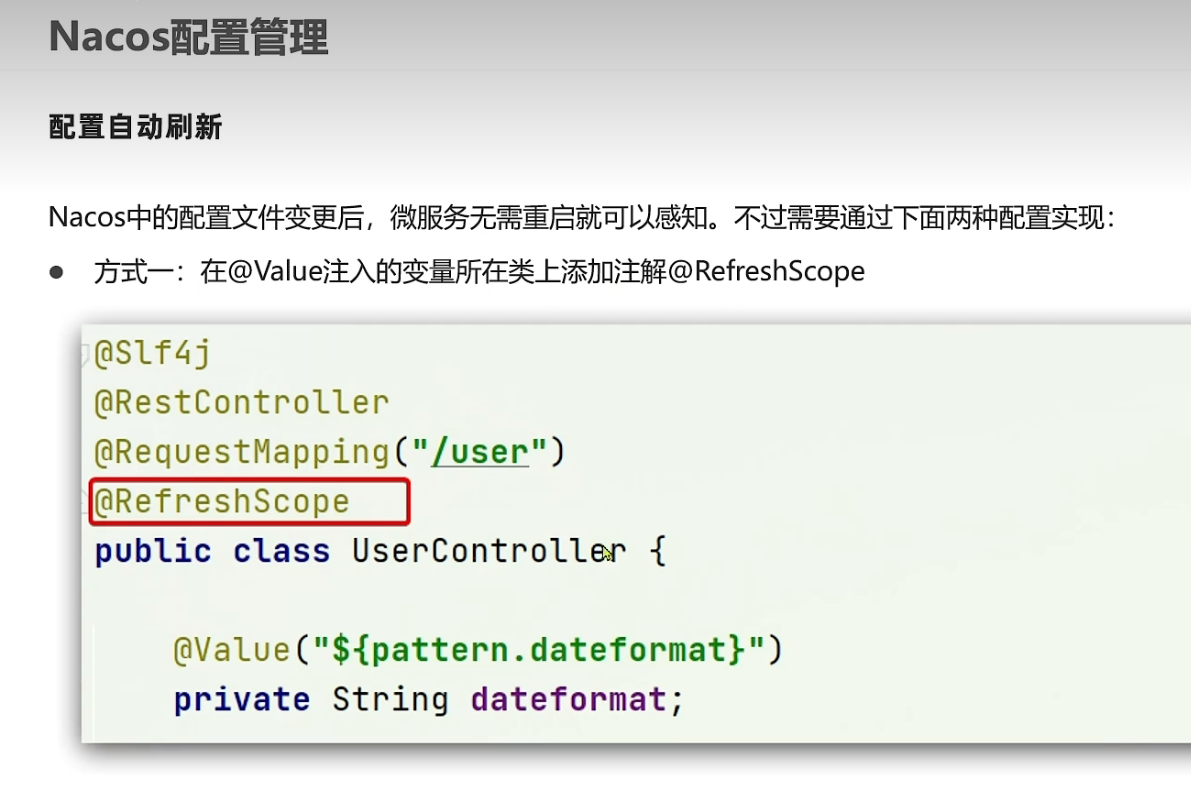 Nacos配置管理
配置自动刷新
Nacos中的配置文件变更后，微服务无需重启就可以感知。不过需要通过下面两种配置实现：
● 方式一：在@Value注入的变量所在类上添加注解@RefreshScope
@Slf4j
@RestController
@RequestMapping("/user")
@RefreshScope
public class UserController {
@Value("${pattern.dateformat}")
private String dateformat;